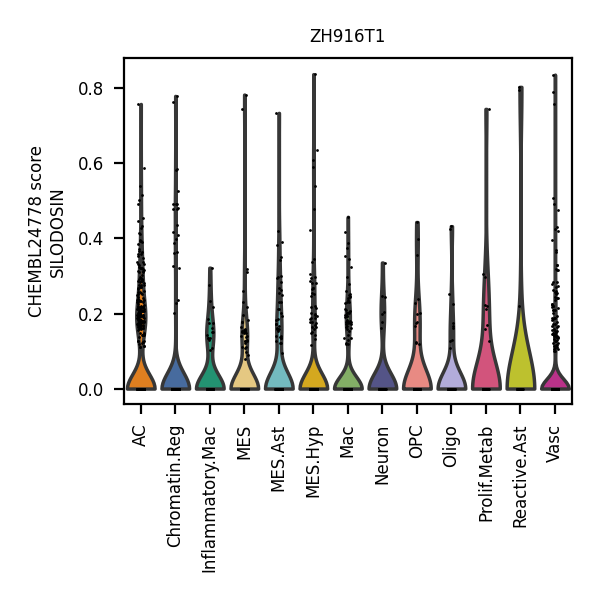 ZH916T1
CHEMBL24778 score
SILODOSIN
0.8
0.6
0.4
0.2
0.0
AC
Chromatin.Reg
Inflammatory.Mac
MES
MES.Ast
MES.Hyp
Mac
Neuron
OPC
Oligo
Prolif.Metab
Reactive.Ast
Vasc